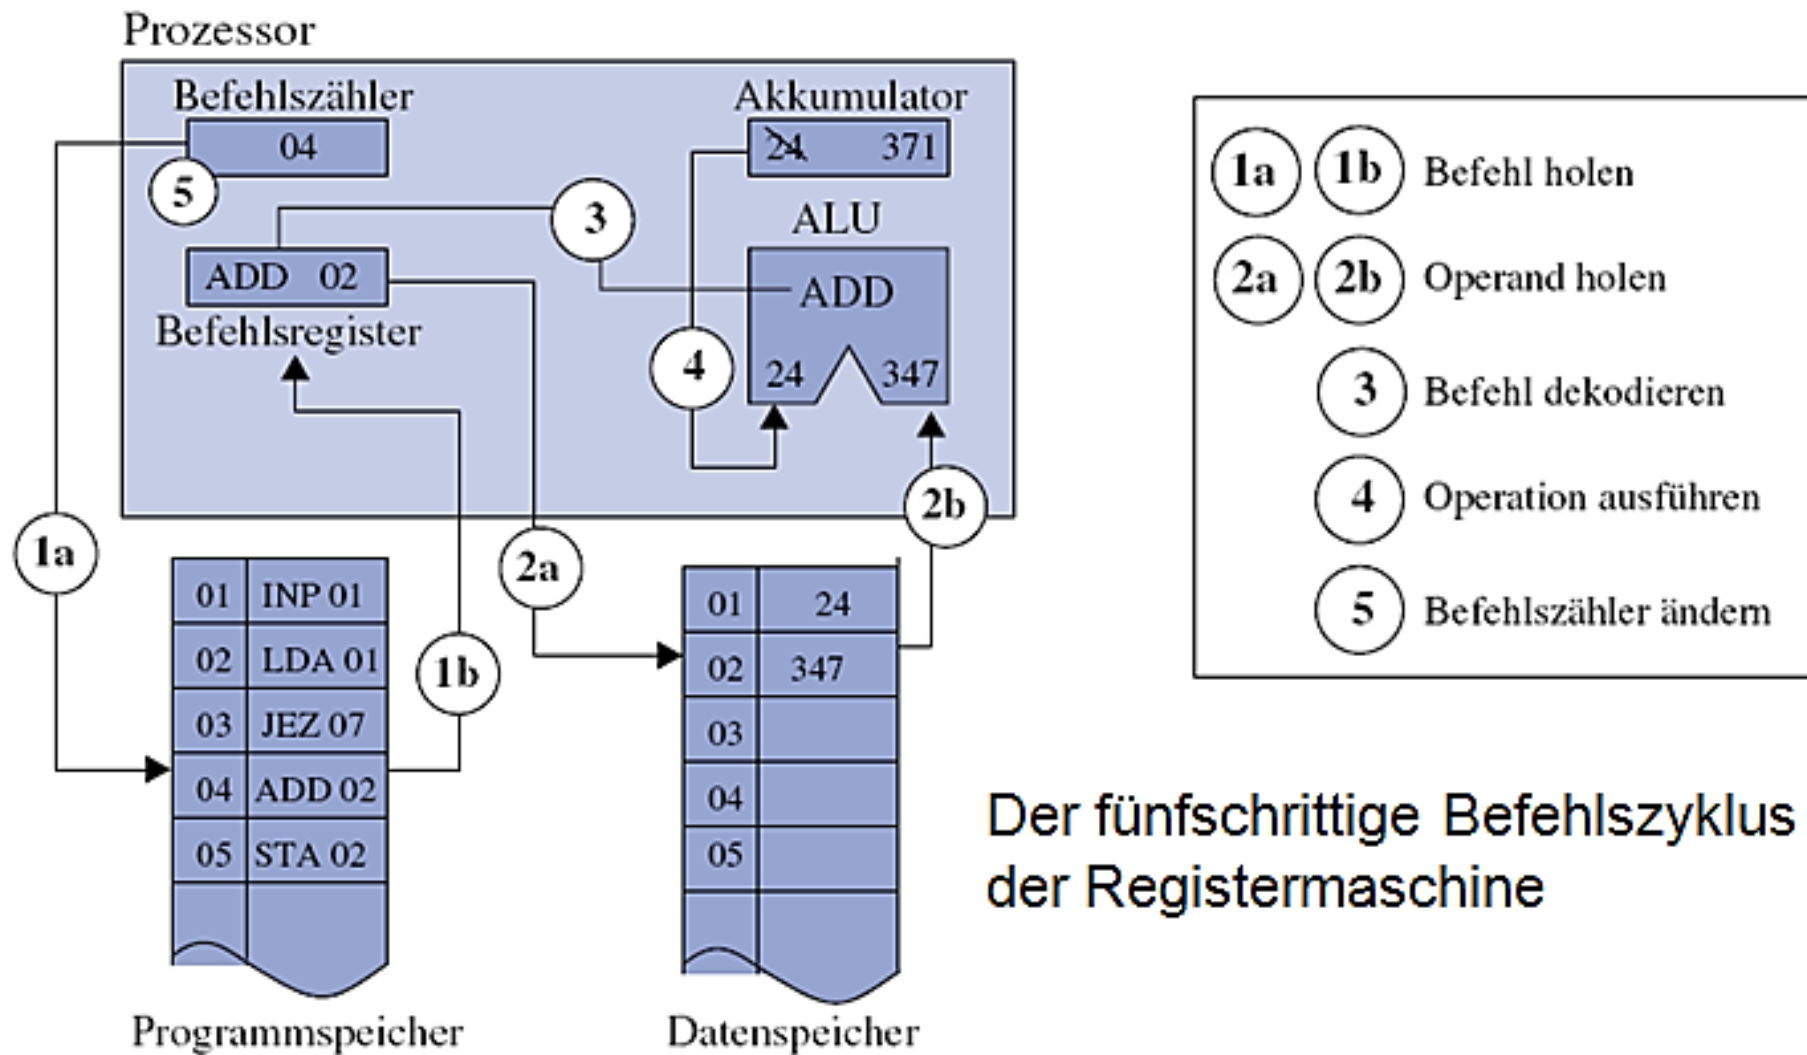 Prozessor
Befehlszähler
04
5
Akkumulator
24 371
3
ALU
ADD 02
Befehlsregister
ADD
4
24 347
1a
1b
2a
2b
01 INP 01
02 LDA 01
03 JEZ 07
04 ADD 02
05 STA 02
Programmspeicher
01 24
02 347
03
04
05
Datenspeicher
1a 1b Befehl holen
2a 2b Operand holen
3 Befehl dekodieren
4 Operation ausführen
5 Befehlszähler ändern
Der fünfschrittige Befehlszyklus
der Registermaschine